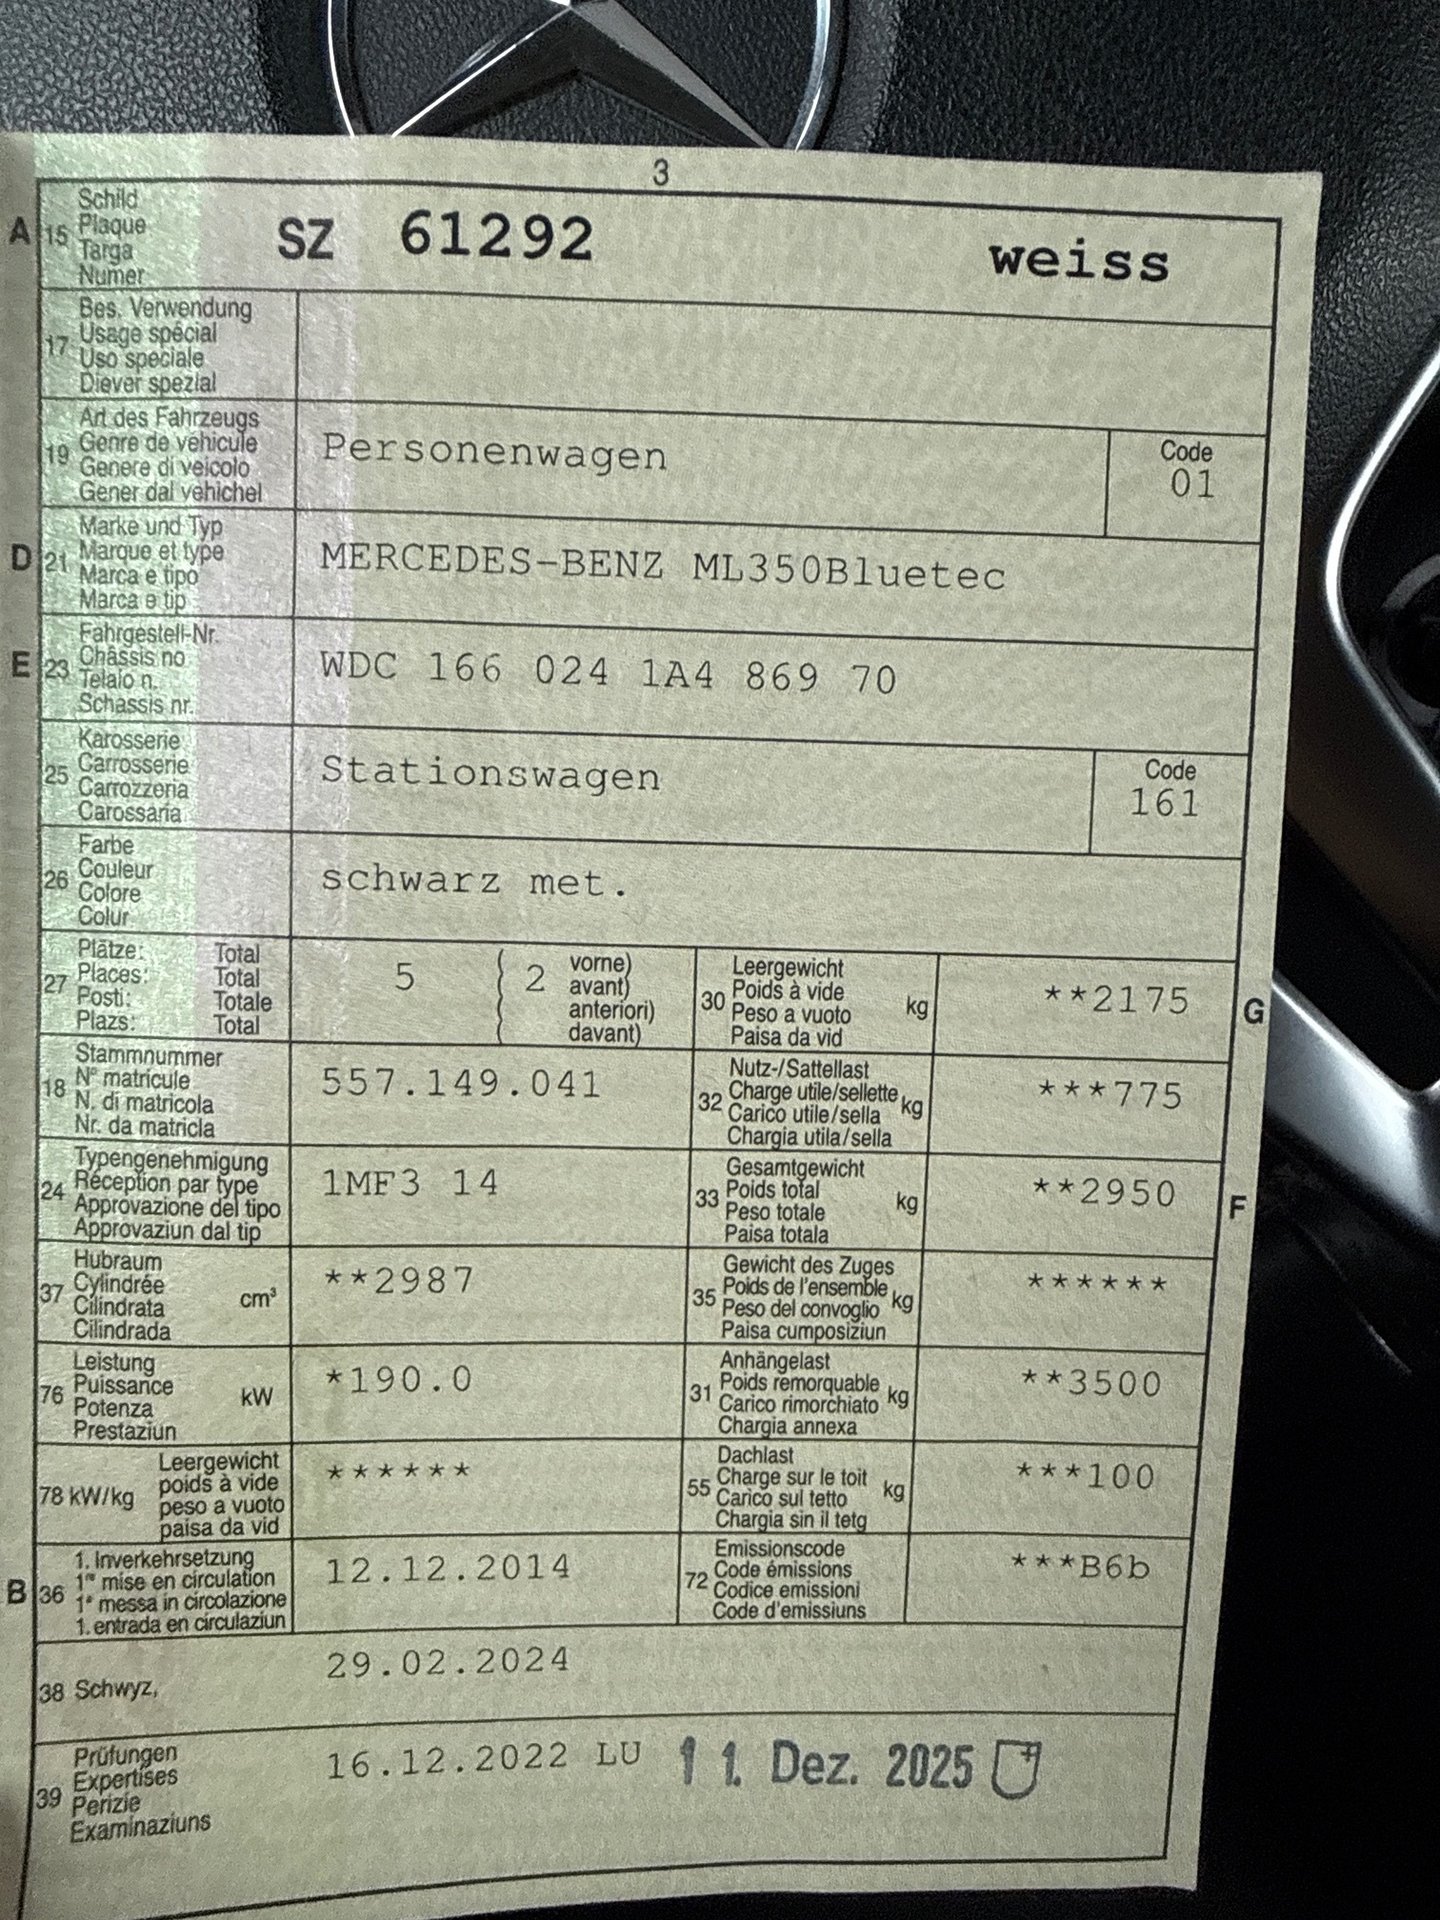 3
A 15 Schild SZ 61292 weiss
Plaque
Targa
Numer
17 Bes. Verwendung
Usage spécial
Uso speciale
Diever spezial
19 Art des Fahrzeugs Personenwagen Code
Genre de véhicule 01
Genere di veicolo
Gener dal vehichel
D 21 Marke und Typ MERCEDES-BENZ ML350Bluetec
Marque et type
Marca e tipo
Marca e tip
E 23 Fahrgestell-Nr. WDC 166 024 1A4 869 70
Châssis no
Telaio n.
Schassis nr.
25 Karosserie Stationswagen Code
Carrosserie 161
Carrozzeria
Carossaria
26 Farbe schwarz met.
Couleur
Colore
Colur
27 Plätze: Total 5 ( 2 vorne)
Places: Total ( avant)
Posti: Totale ( anteriori)
Plazs: Total ( davant)
30 Leergewicht kg **2175 G
Poids à vide
Peso a vuoto
Paisa da vid
18 Stammnummer 557.149.041
N° matricule
N. di matricola
Nr. da matricla
32 Nutz-/Sattellast kg ***775
Charge utile/sellette
Carico utile/sella
Chargia utila/sella
24 Typengenehmigung 1MF3 14
Réception par type
Approvazione del tipo
Approvaziun dal tip
33 Gesamtgewicht kg **2950 F
Poids total
Peso totale
Paisa totala
37 Hubraum cm³ **2987
Cylindrée
Cilindrata
Cilindrada
35 Gewicht des Zuges kg ******
Poids de l'ensemble
Peso del convoglio
Paisa cumposiziun
76 Leistung kW *190.0
Puissance
Potenza
Prestaziun
31 Anhängelast kg **3500
Poids remorquable
Carico rimorchiato
Chargia annexa
78 kW/kg Leergewicht ******
poids à vide
peso a vuoto
paisa da vid
55 Dachlast kg ***100
Charge sur le toit
Carico sul tetto
Chargia sin il tetg
B 36 1. Inverkehrsetzung 12.12.2014
1re mise en circulation
1a messa in circolazione
1. entrada en circulaziun
72 Emissionscode ***B6b
Code émissions
Codice emissioni
Code d'emissiuns
38 Schwyz, 29.02.2024
39 Prüfungen 16.12.2022 LU 11. Dez. 2025
Expertises
Perizie
Examinaziuns